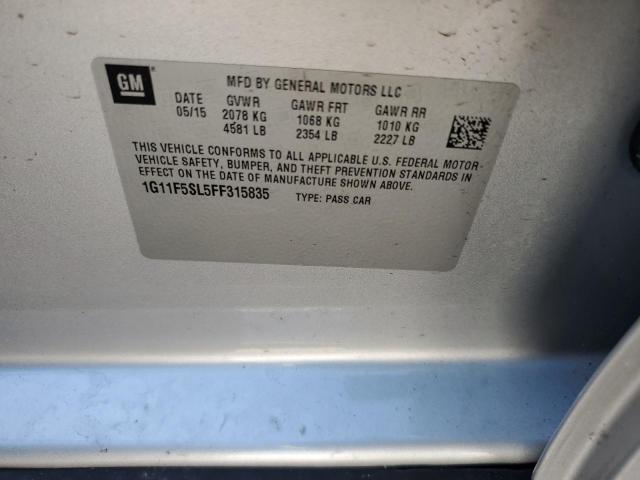 GM
MFD BY GENERAL MOTORS LLC
DATE GVWR GAWR FRT GAWR RR
05/15 2078 KG 1068 KG 1010 KG
4581 LB 2354 LB 2227 LB
THIS VEHICLE CONFORMS TO ALL APPLICABLE U.S. FEDERAL MOTOR-
VEHICLE SAFETY, BUMPER, AND THEFT PREVENTION STANDARDS
IN EFFECT ON THE DATE OF MANUFACTURE SHOWN ABOVE.
1G11F5SL5FF315835 TYPE: PASS CAR